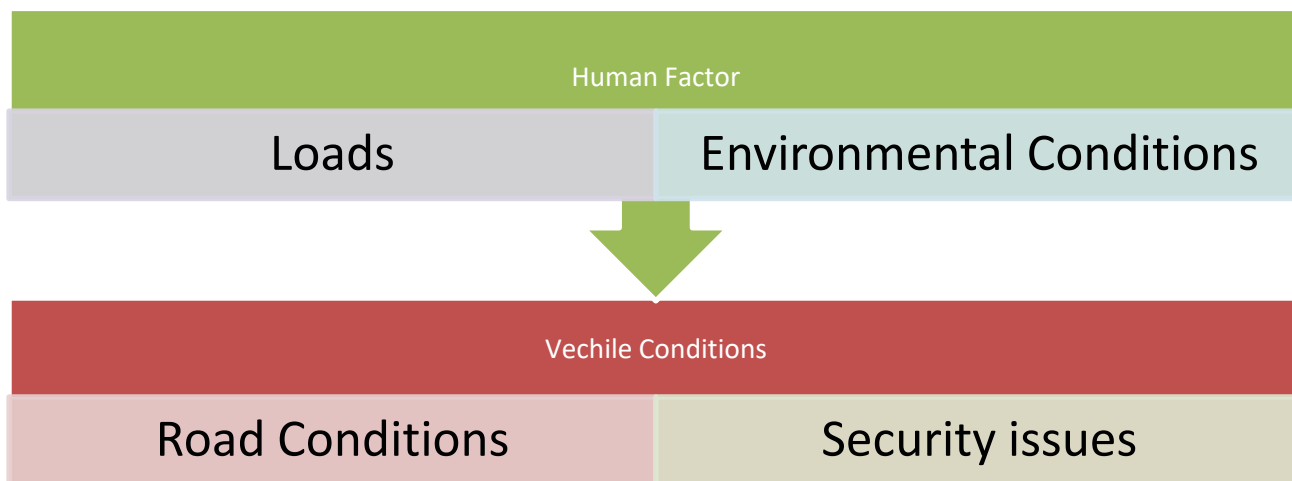 Human Factor
Loads
Environmental Conditions
Vechile Conditions
Road Conditions
Security issues